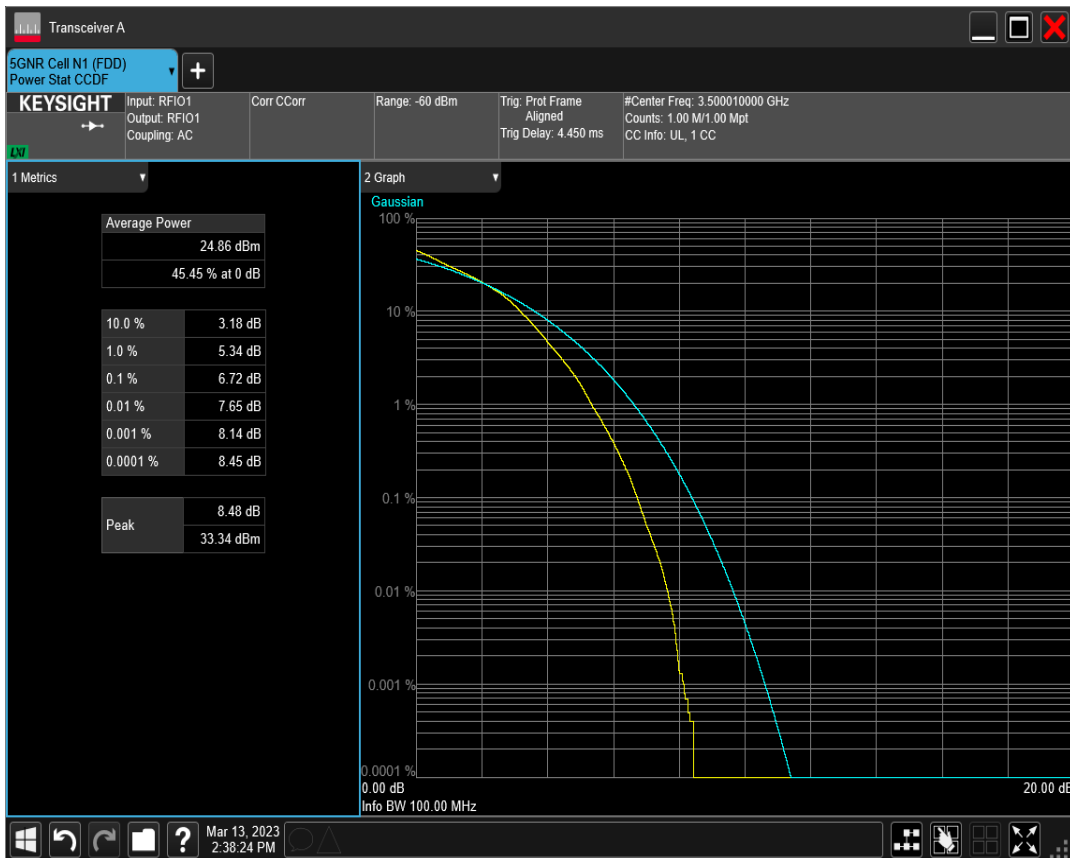 Transceiver A
5GNR Cell N1 (FDD)
Power Stat CCDF
KEYSIGHT
LXI
Input: RFIO1
Output: RFIO1
Coupling: AC
Corr CCorr
Range: -60 dBm
Trig: Prot Frame
Aligned
Trig Delay: 4.450 ms
#Center Freq: 3.500010000 GHz
Counts: 1.00 M/1.00 Mpt
CC Info: UL, 1 CC
1 Metrics
Average Power
24.86 dBm
45.45 % at 0 dB
10.0 % 3.18 dB
1.0 % 5.34 dB
0.1 % 6.72 dB
0.01 % 7.65 dB
0.001 % 8.14 dB
0.0001 % 8.45 dB
Peak
8.48 dB
33.34 dBm
2 Graph
Gaussian
100 %
10 %
1 %
0.1 %
0.01 %
0.001 %
0.0001 %
0.00 dB 20.00 dB
Info BW 100.00 MHz
Mar 13, 2023
2:38:24 PM